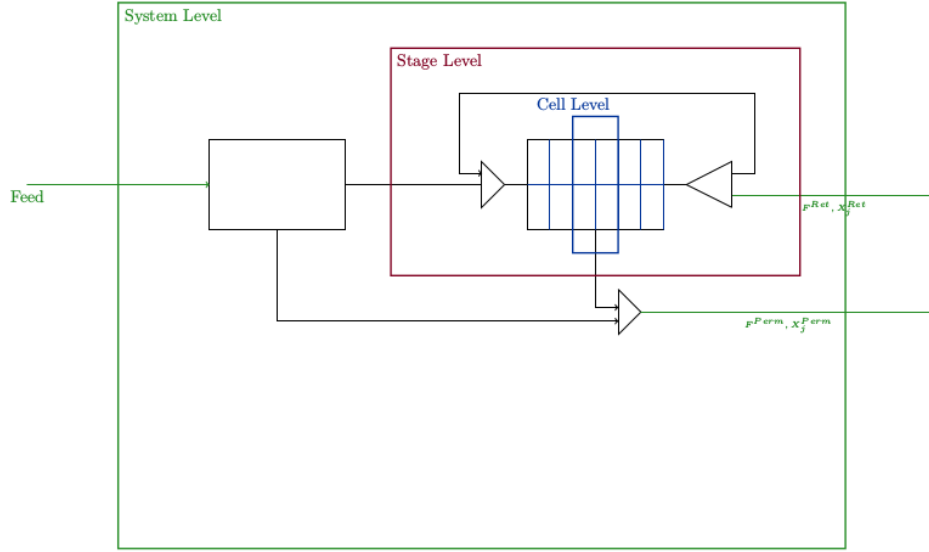 System Level
Stage Level
Cell Level
Feed
F^{Ret}, X_j^{Ret}
F^{Perm}, X_j^{Perm}